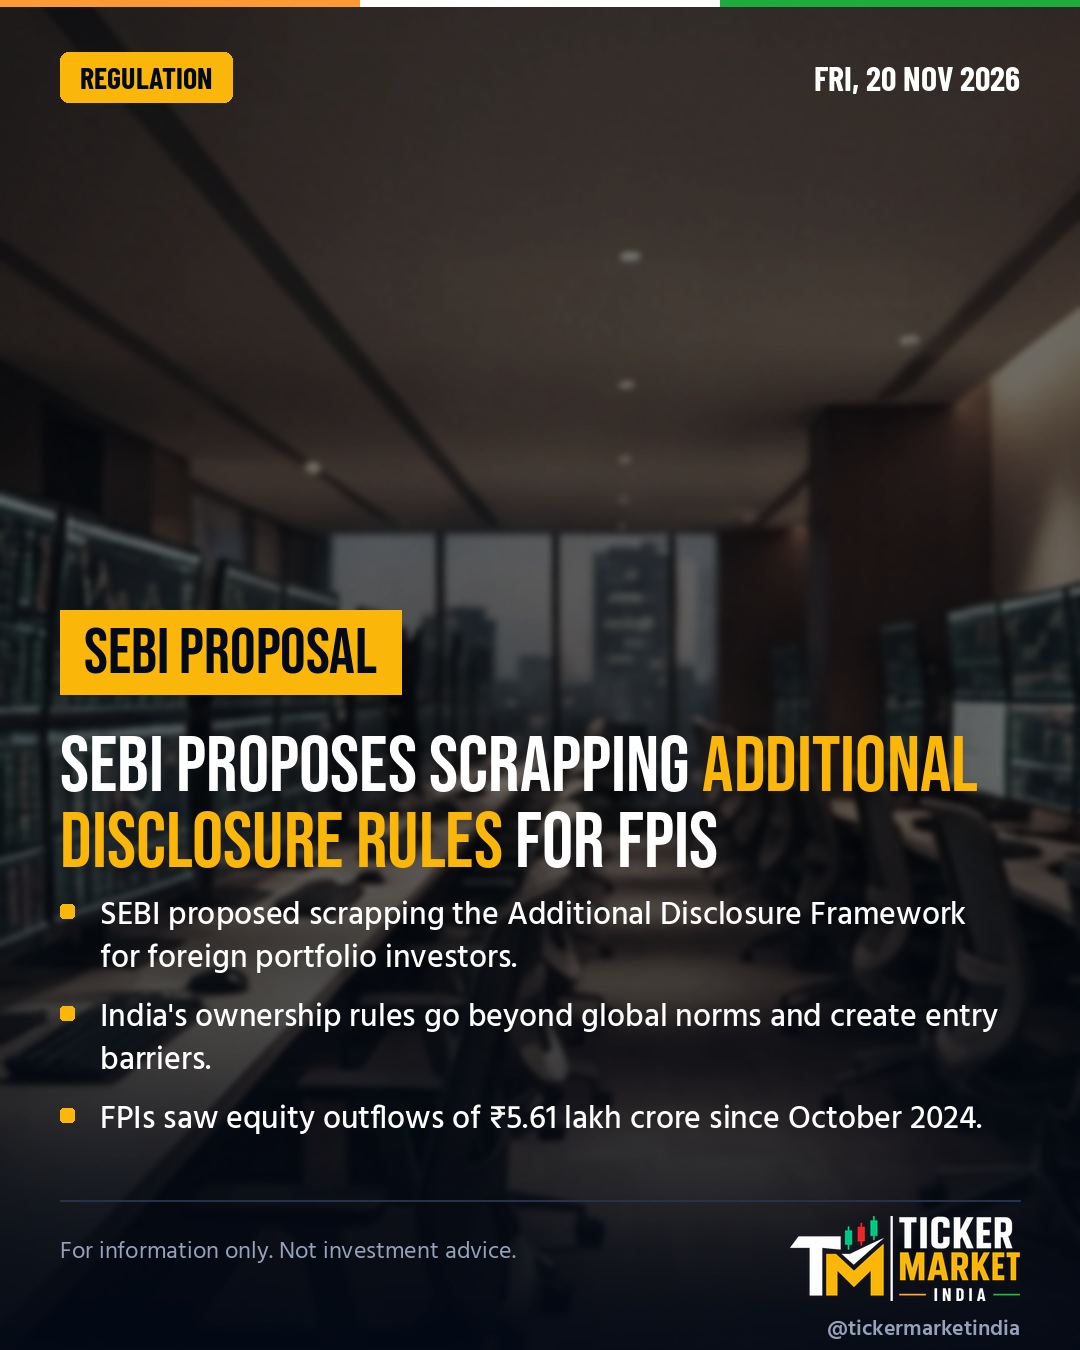 REGULATION
FRI, 20 NOV 2026
SEBI PROPOSAL
SEBI PROPOSES SCRAPPING ADDITIONAL
DISCLOSURE RULES FOR FPIS
SEBI proposed scrapping the Additional Disclosure Framework
for foreign portfolio investors.
India's ownership rules go beyond global norms and create entry
barriers.
FPIs saw equity outflows of ₹5.61 lakh crore since October 2024.
For information only. Not investment advice.
TM
TICKER
MARKET
INDIA
@tickermarketindia